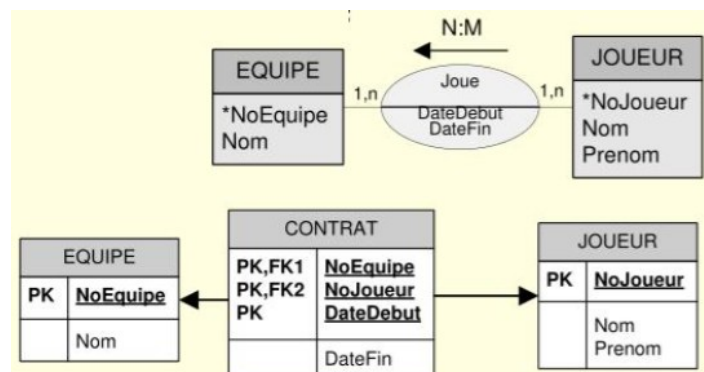 N:M
EQUIPE
*NoEquipe
Nom
1,n
Joue
DateDebut
DateFin
1,n
JOUEUR
*NoJoueur
Nom
Prenom
EQUIPE
PK NoEquipe
Nom
CONTRAT
PK,FK1 NoEquipe
PK,FK2 NoJoueur
PK DateDebut
DateFin
JOUEUR
PK NoJoueur
Nom
Prenom